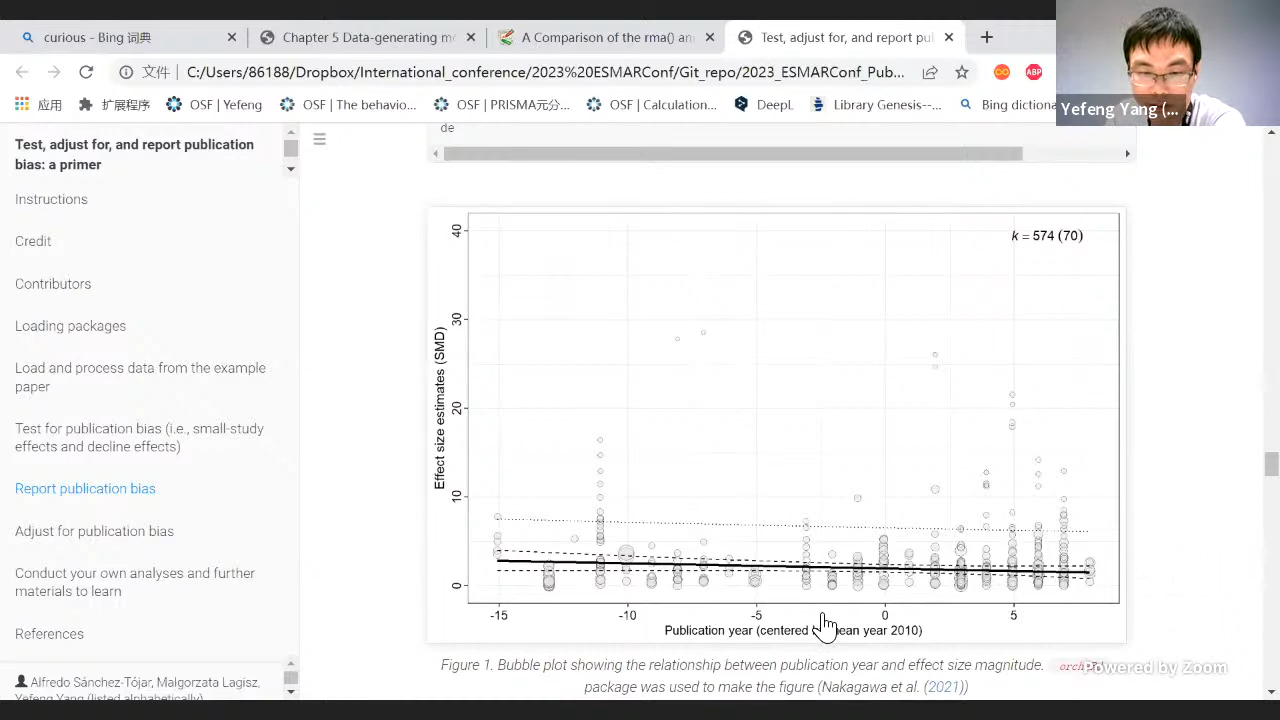 curious - Bing 词典
Chapter 5 Data-generating m
A Comparison of the rma() an
Test, adjust for, and report pu
文件
C:/Users/86188/Dropbox/International_conference/2023%20ESMARConf/Git_repo/2023_ESMARConf_Pub...
ABP
应用
扩展程序
OSF | Yefeng
OSF | The behavio...
OSF | PRISMA元分...
OSF | Calculation...
DeepL
Library Genesis--...
Bing dictiona
Yefeng Yang (...
Test, adjust for, and report publication
bias: a primer
Instructions
Credit
Contributors
Loading packages
Load and process data from the example
paper
Test for publication bias (i.e., small-study
effects and decline effects)
Report publication bias
Adjust for publication bias
Conduct your own analyses and further
materials to learn
References
Alfredo Sánchez-Tójar, Malgorzata Lagisz,
Yefeng Yang (listed alphabetically)
de
k = 574 (70)
Effect size estimates (SMD)
40
30
20
10
0
-15
-10
-5
0
5
Publication year (centered mean year 2010)
Figure 1. Bubble plot showing the relationship between publication year and effect size magnitude.
package was used to make the figure (Nakagawa et al. (2021))
Powered by Zoom